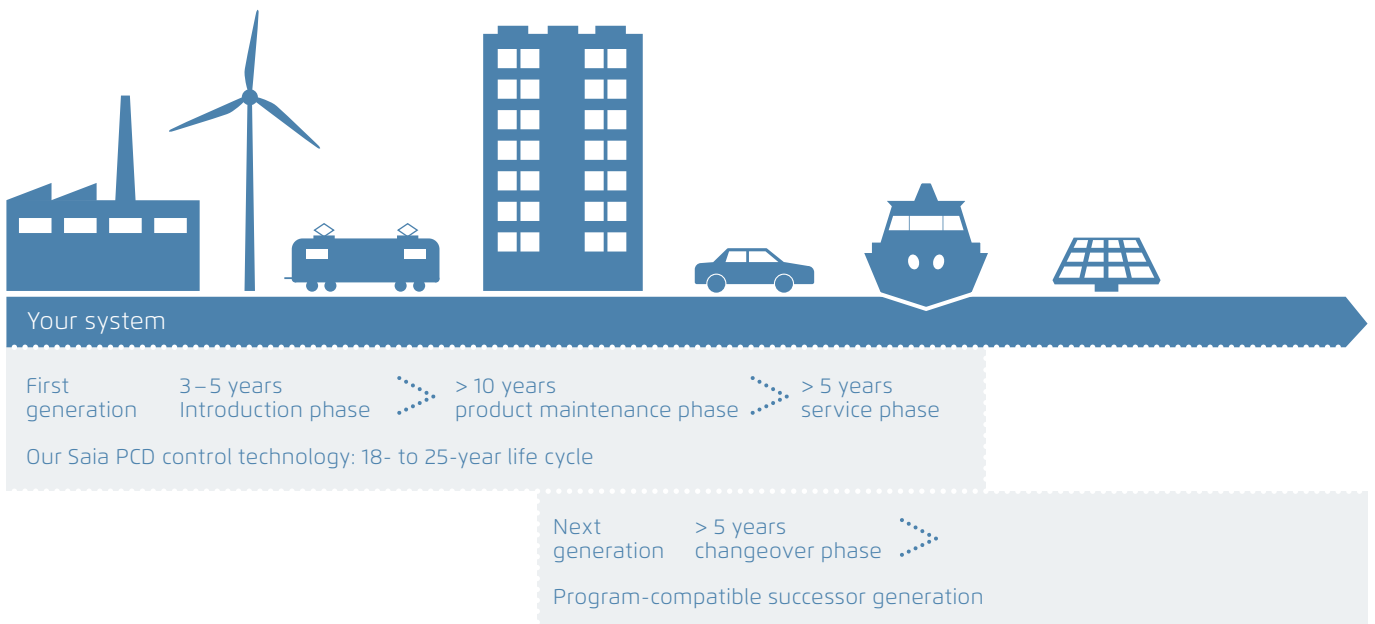 Your system
First generation
3–5 years
Introduction phase
> 10 years
product maintenance phase
> 5 years
service phase
Our Saia PCD control technology: 18- to 25-year life cycle
Next generation
> 5 years
changeover phase
Program-compatible successor generation